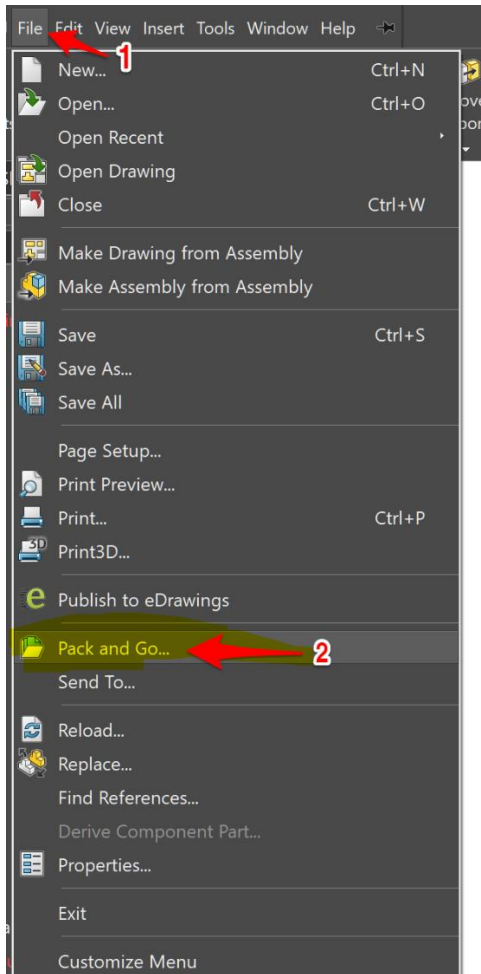 File Edit View Insert Tools Window Help
1
New... Ctrl+N
Open... Ctrl+O
Open Recent
Open Drawing
Close Ctrl+W
Make Drawing from Assembly
Make Assembly from Assembly
Save Ctrl+S
Save As...
Save All
Page Setup...
Print Preview...
Print... Ctrl+P
3D Print3D...
e Publish to eDrawings
Pack and Go... 2
Send To...
Reload...
Replace...
Find References...
Derive Component Part...
Properties...
Exit
Customize Menu